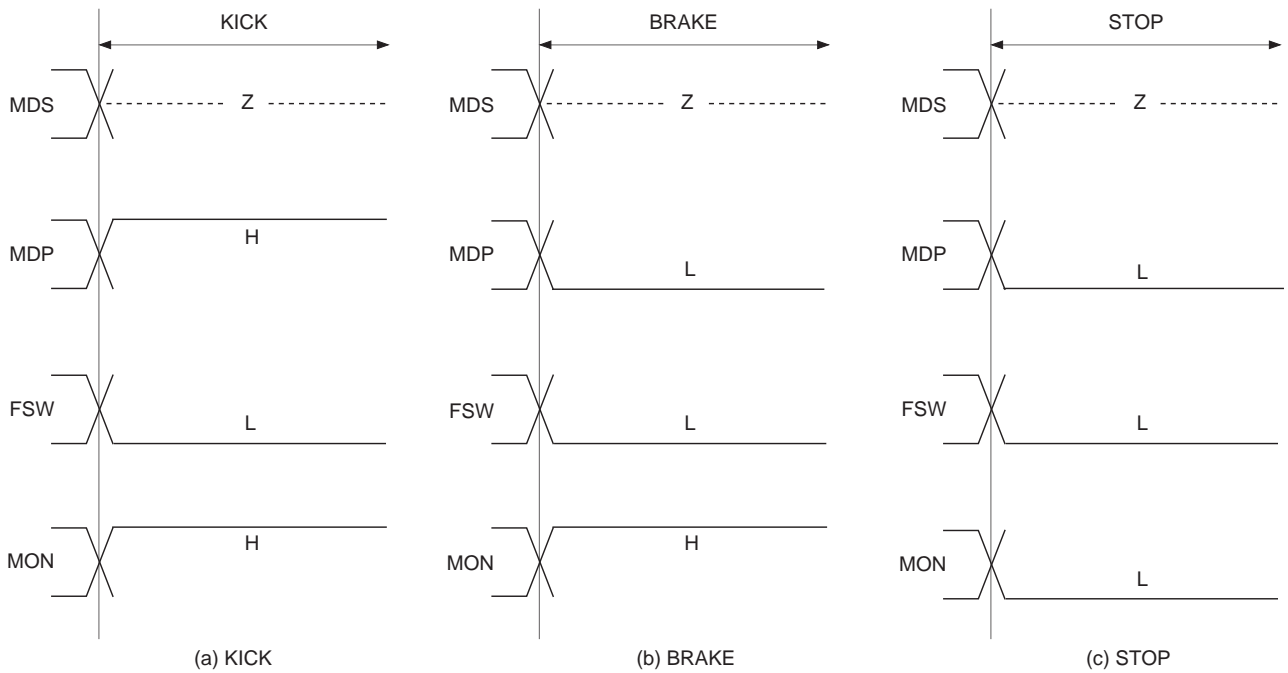 KICK
MDS
Z
MDP
H
FSW
L
MON
H
(a) KICK
BRAKE
MDS
Z
MDP
L
FSW
L
MON
H
(b) BRAKE
STOP
MDS
Z
MDP
L
FSW
L
MON
L
(c) STOP